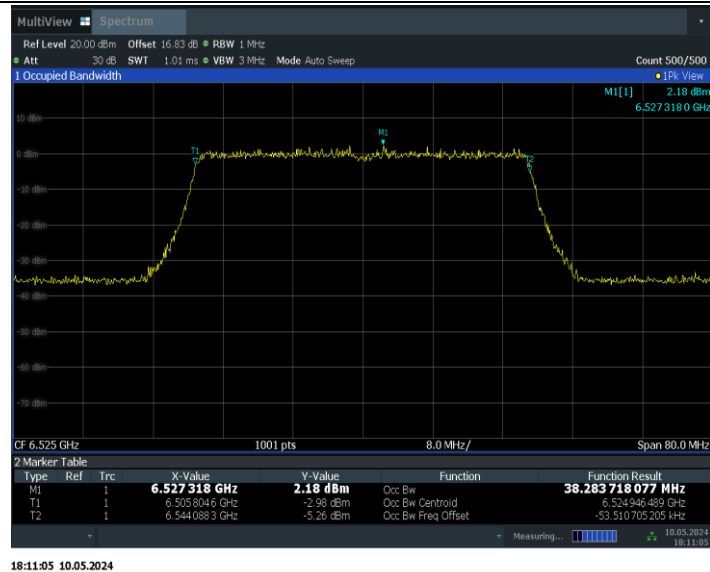 MultiView Spectrum
Ref Level 20.00 dBm Offset 16.83 dB RBW 1 MHz
Att 30 dB SWT 1.01 ms VBW 3 MHz Mode Auto Sweep Count 500/500
1 Occupied Bandwidth 1Pk View
M1[1] 2.18 dBm
6.527 318 0 GHz
10 dBm
M1
0 dBm T1 T2
-10 dBm
-20 dBm
-30 dBm
-40 dBm
-50 dBm
-60 dBm
-70 dBm
CF 6.525 GHz 1001 pts 8.0 MHz/ Span 80.0 MHz
2 Marker Table
Type Ref Trc X-Value Y-Value Function Function Result
M1 1 6.527 318 GHz 2.18 dBm Occ Bw 38.283 718 077 MHz
T1 1 6.505 804 6 GHz -2.98 dBm Occ Bw Centroid 6.524 946 489 GHz
T2 1 6.544 088 3 GHz -5.26 dBm Occ Bw Freq Offset -53.510 705 205 kHz
Measuring... 10.05.2024
18:11:05
18:11:05 10.05.2024